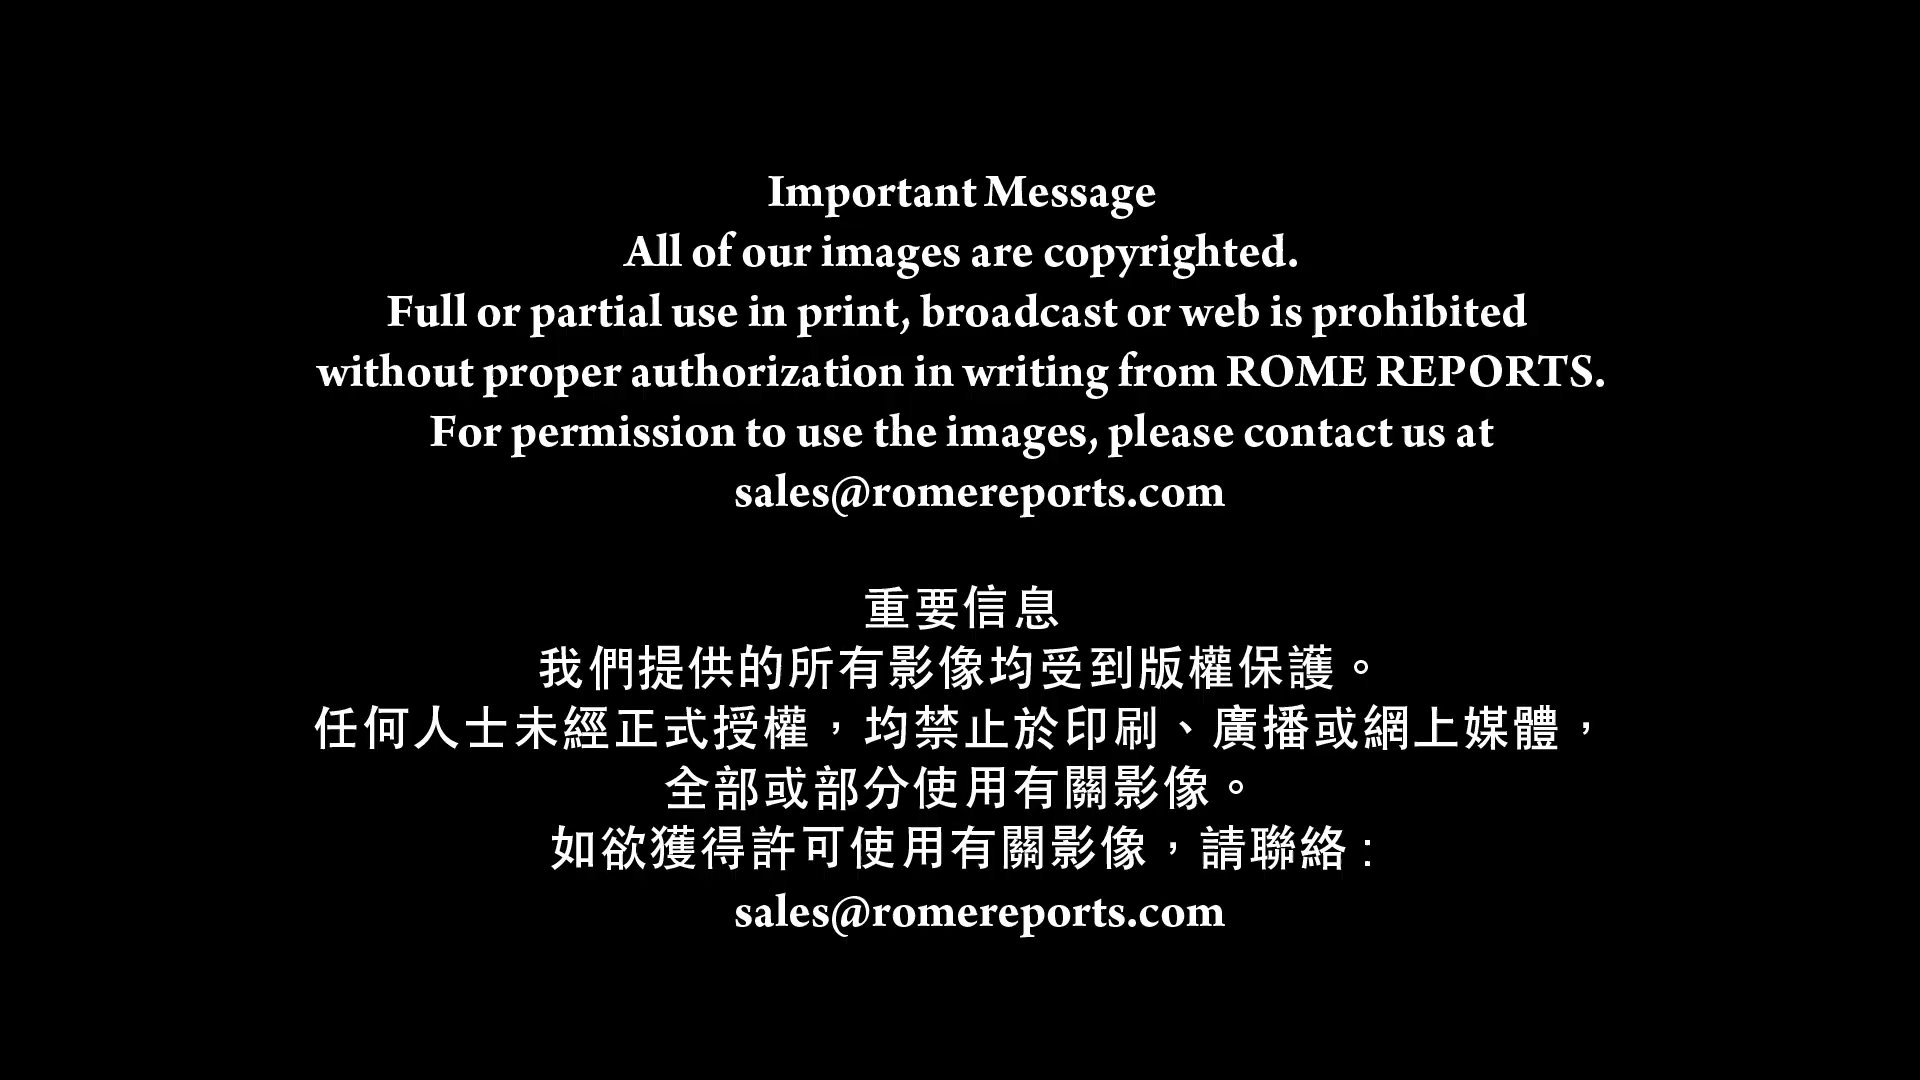 Important Message
All of our images are copyrighted.
Full or partial use in print, broadcast or web is prohibited
without proper authorization in writing from ROME REPORTS.
For permission to use the images, please contact us at
sales@romereports.com
重要信息
我們提供的所有影像均受到版權保護。
任何人士未經正式授權，均禁止於印刷、廣播或網上媒體，
全部或部分使用有關影像。
如欲獲得許可使用有關影像，請聯絡:
sales@romereports.com